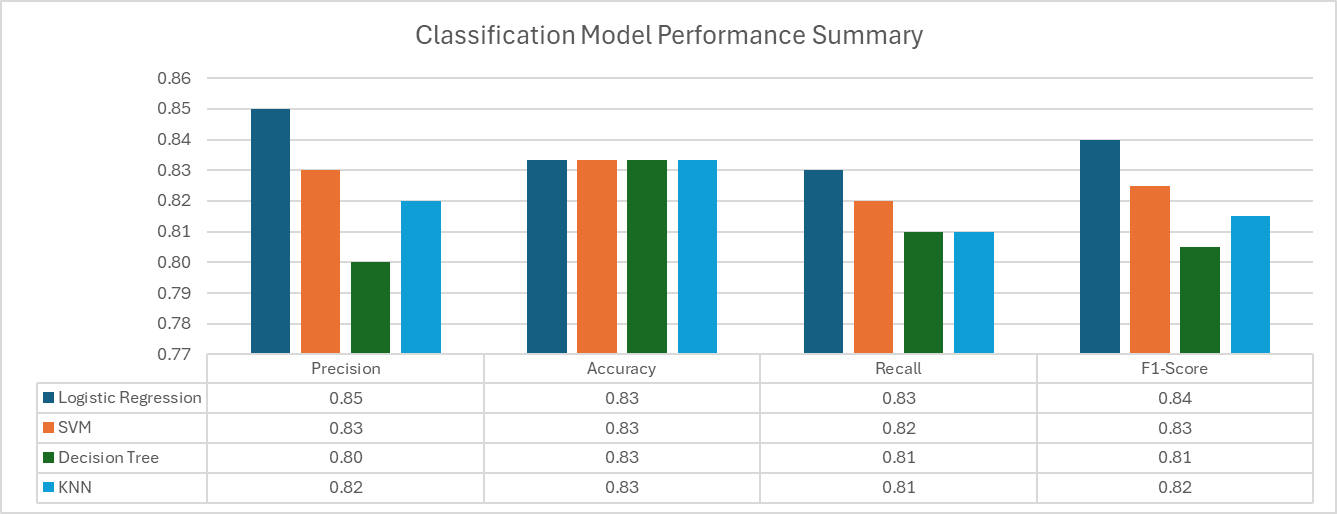 Classification Model Performance Summary
0.86
0.85
0.84
0.83
0.82
0.81
0.80
0.79
0.78
0.77
Precision Accuracy Recall F1-Score
Logistic Regression 0.85 0.83 0.83 0.84
SVM 0.83 0.83 0.82 0.83
Decision Tree 0.80 0.83 0.81 0.81
KNN 0.82 0.83 0.81 0.82